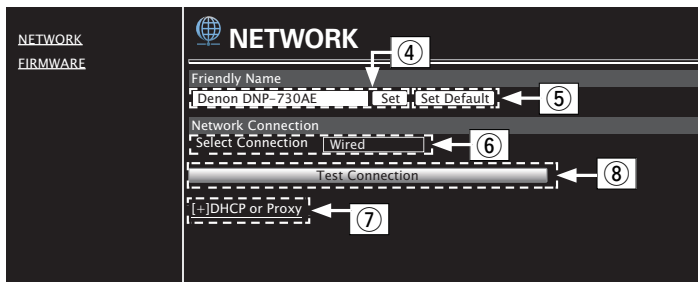 NETWORK
FIRMWARE
NETWORK
④
Friendly Name
Denon DNP-730AE Set Set Default ⑤
Network Connection
Select Connection Wired ⑥
Test Connection ⑧
[+]DHCP or Proxy ⑦